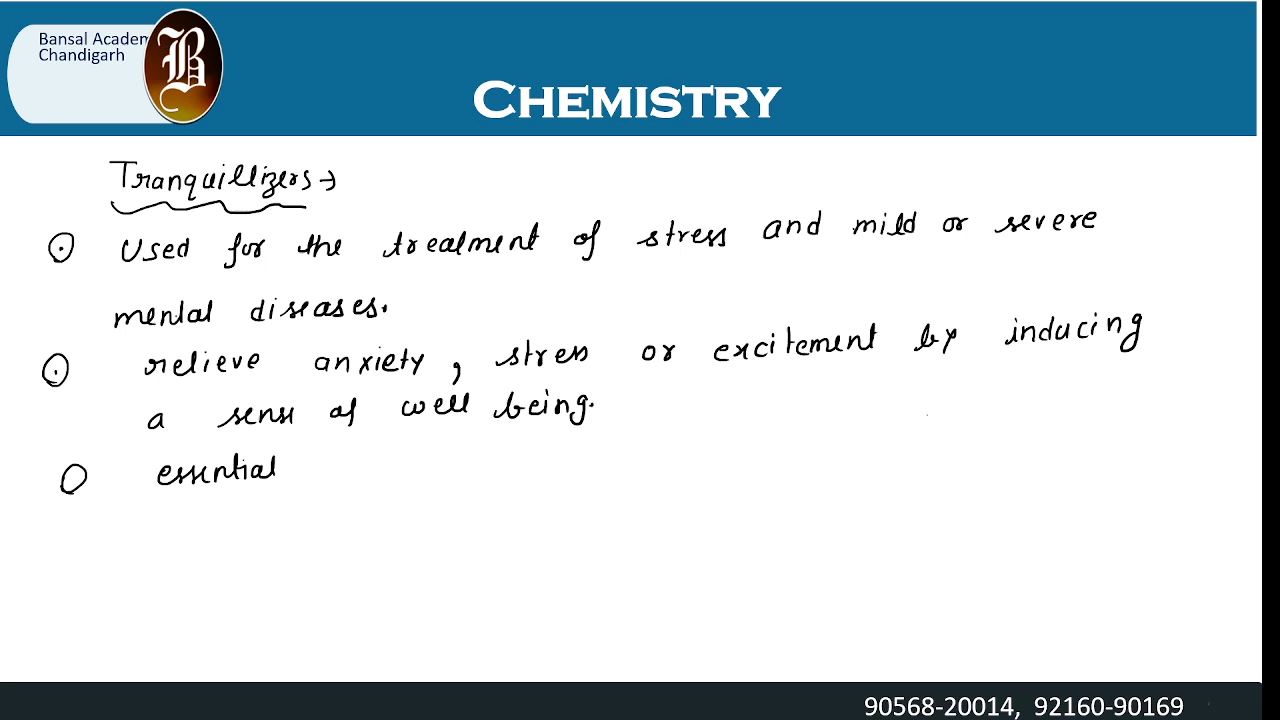 Bansal Academ
Chandigarh
B
CHEMISTRY
Tranquillizers →
Used for the treatment of stress and mild or severe
mental diseases.
relieve anxiety, stress or excitement by inducing
a sense of well being.
essential
90568-20014, 92160-90169